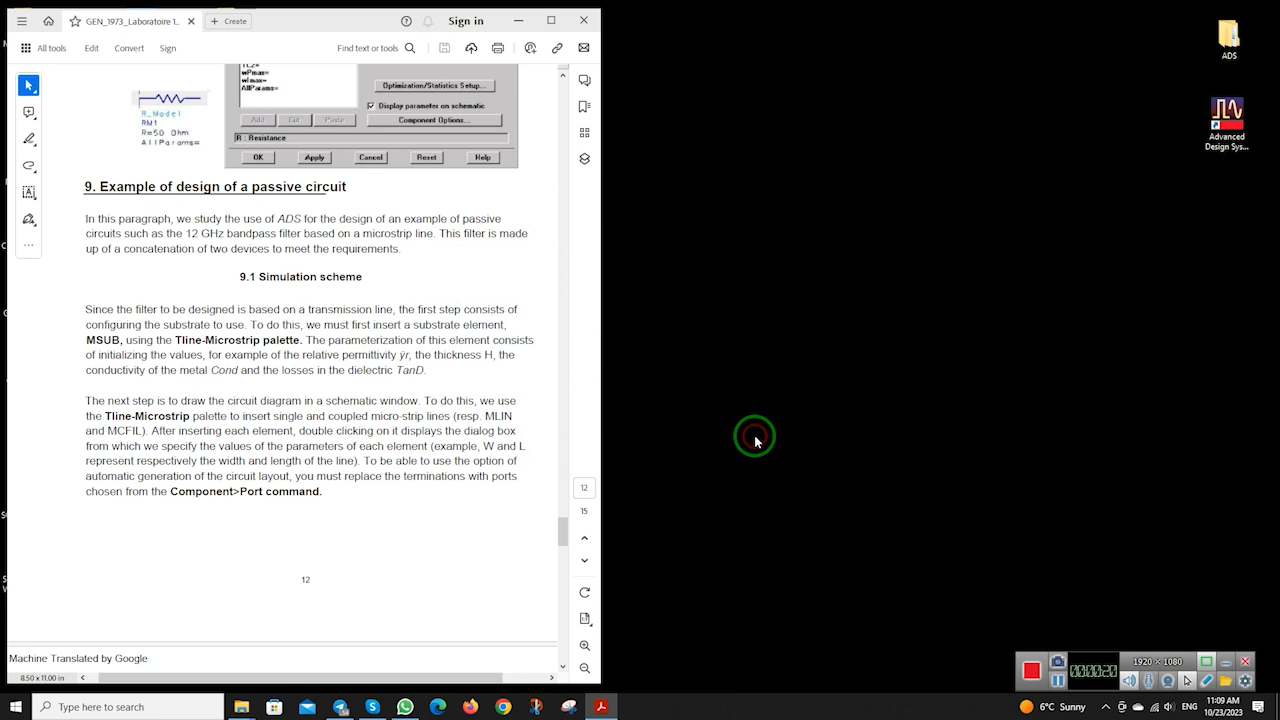 GEN_1973_Laboratoire 1...
Create
Sign in
All tools
Edit
Convert
Sign
Find text or tools
TC2=
wPmax=
wImax=
AllParams=
Optimization/Statistics Setup...
Display parameter on schematic
Add
Cut
Paste
Component Options...
R : Resistance
OK
Apply
Cancel
Reset
Help
R_Model
RM1
R=50 Ohm
AllParams=
9. Example of design of a passive circuit
In this paragraph, we study the use of ADS for the design of an example of passive
circuits such as the 12 GHz bandpass filter based on a microstrip line. This filter is made
up of a concatenation of two devices to meet the requirements.
9.1 Simulation scheme
Since the filter to be designed is based on a transmission line, the first step consists of
configuring the substrate to use. To do this, we must first insert a substrate element,
MSUB, using the Tline-Microstrip palette. The parameterization of this element consists
of initializing the values, for example of the relative permittivity ÿr, the thickness H, the
conductivity of the metal Cond and the losses in the dielectric TanD.
The next step is to draw the circuit diagram in a schematic window. To do this, we use
the Tline-Microstrip palette to insert single and coupled micro-strip lines (resp. MLIN
and MCFIL). After inserting each element, double clicking on it displays the dialog box
from which we specify the values of the parameters of each element (example, W and L
represent respectively the width and length of the line). To be able to use the option of
automatic generation of the circuit layout, you must replace the terminations with ports
chosen from the Component>Port command.
12
Machine Translated by Google
8.50 x 11.00 in
12
15
ADS
Advanced
Design Sys...
1920 × 1080
Type here to search
6°C Sunny
11:09 AM
10/23/2023